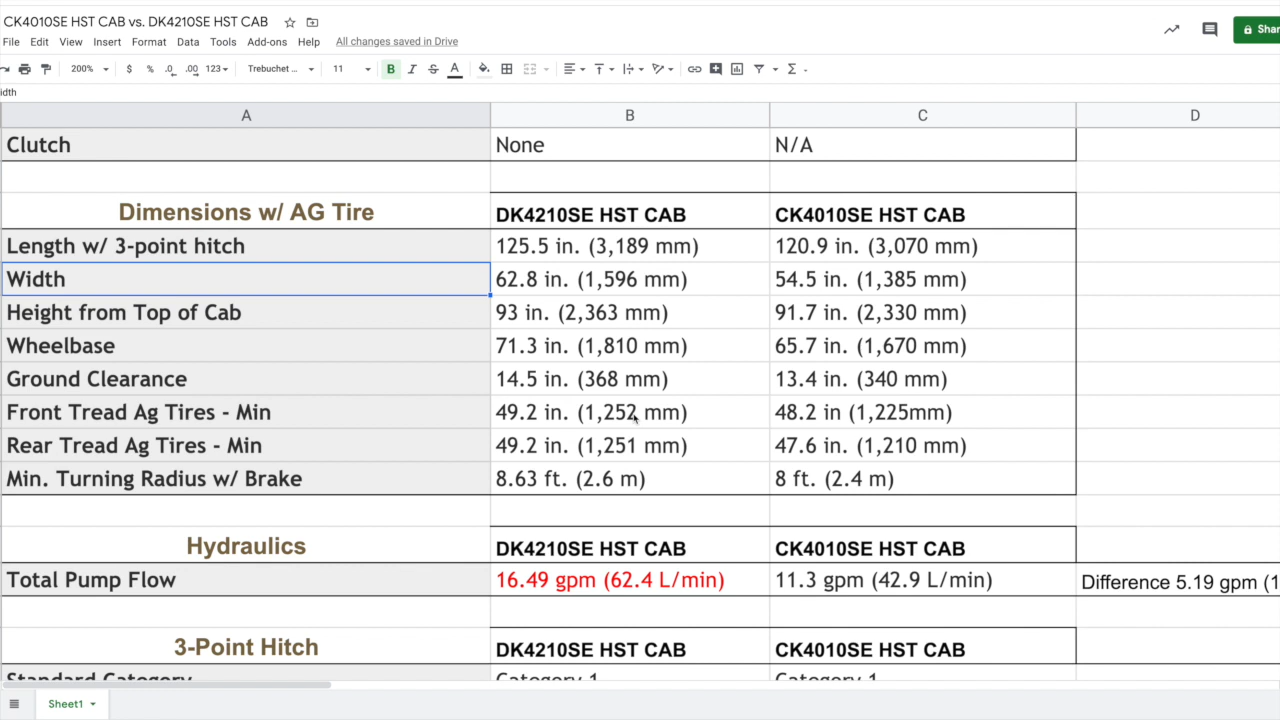 CK4010SE HST CAB vs. DK4210SE HST CAB
File Edit View Insert Format Data Tools Add-ons Help All changes saved in Drive
200% $ % .0 .00 123 Trebuchet ... 11 B I S A Σ
idth
A B C D
Clutch None N/A
Dimensions w/ AG Tire DK4210SE HST CAB CK4010SE HST CAB
Length w/ 3-point hitch 125.5 in. (3,189 mm) 120.9 in. (3,070 mm)
Width 62.8 in. (1,596 mm) 54.5 in. (1,385 mm)
Height from Top of Cab 93 in. (2,363 mm) 91.7 in. (2,330 mm)
Wheelbase 71.3 in. (1,810 mm) 65.7 in. (1,670 mm)
Ground Clearance 14.5 in. (368 mm) 13.4 in. (340 mm)
Front Tread Ag Tires - Min 49.2 in. (1,252 mm) 48.2 in (1,225mm)
Rear Tread Ag Tires - Min 49.2 in. (1,251 mm) 47.6 in. (1,210 mm)
Min. Turning Radius w/ Brake 8.63 ft. (2.6 m) 8 ft. (2.4 m)
Hydraulics DK4210SE HST CAB CK4010SE HST CAB
Total Pump Flow 16.49 gpm (62.4 L/min) 11.3 gpm (42.9 L/min) Difference 5.19 gpm (1
3-Point Hitch DK4210SE HST CAB CK4010SE HST CAB
Standard Category Category 1 Category 1
Sheet1